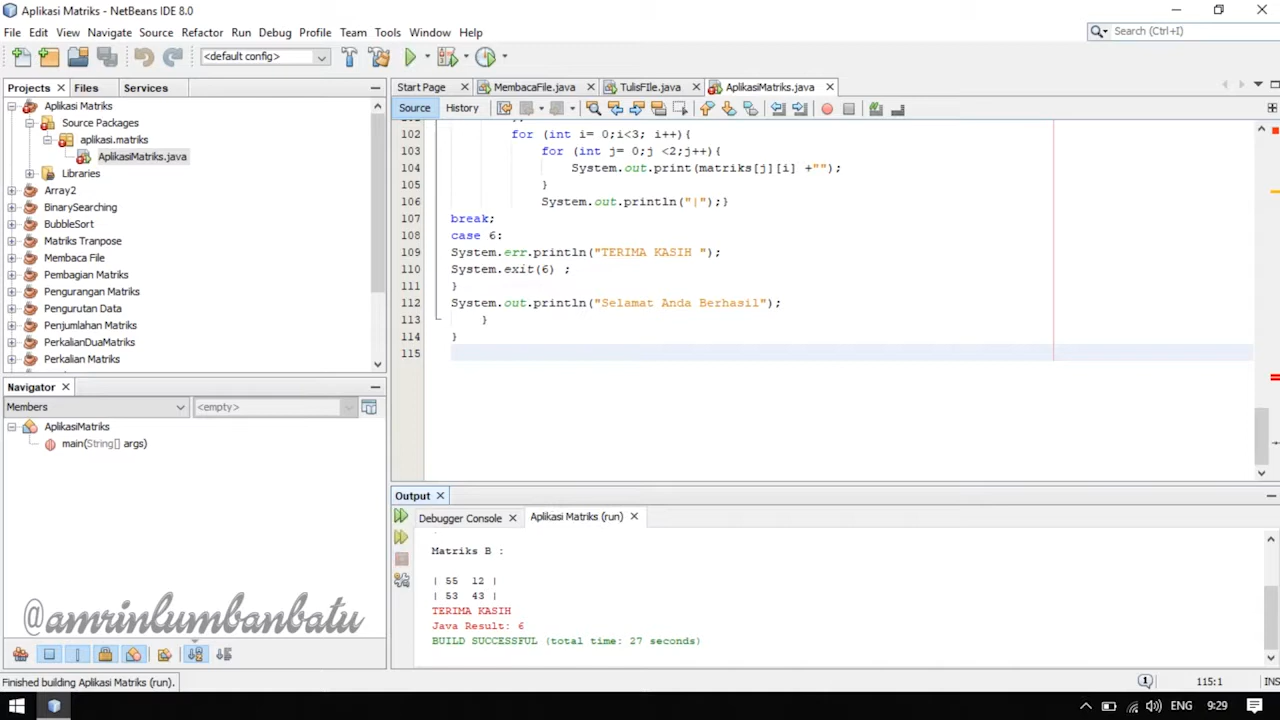 Aplikasi Matriks - NetBeans IDE 8.0
File Edit View Navigate Source Refactor Run Debug Profile Team Tools Window Help
Search (Ctrl+I)
<default config>
Projects Files Services
Aplikasi Matriks
Source Packages
aplikasi.matriks
AplikasiMatriks.java
Libraries
Array2
BinarySearching
BubbleSort
Matriks Tranpose
Membaca File
Pembagian Matriks
Pengurangan Matriks
Pengurutan Data
Penjumlahan Matriks
PerkalianDuaMatriks
Perkalian Matriks
Navigator
Members
<empty>
AplikasiMatriks
main(String[] args)
@amrinlumbanbatu
Start Page MembacaFile.java TulisFIle.java AplikasiMatriks.java
Source History
102 for (int i= 0;i<3; i++){
103 for (int j= 0;j <2;j++){
104 System.out.print(matriks[j][i] +"");
105 }
106 System.out.println("|");}
107 break;
108 case 6:
109 System.err.println("TERIMA KASIH ");
110 System.exit(6) ;
111 }
112 System.out.println("Selamat Anda Berhasil");
113 }
114 }
115
Output
Debugger Console Aplikasi Matriks (run)
Matriks B :
| 55 12 |
| 53 43 |
TERIMA KASIH
Java Result: 6
BUILD SUCCESSFUL (total time: 27 seconds)
Finished building Aplikasi Matriks (run).
1 115:1 INS
ENG 9:29